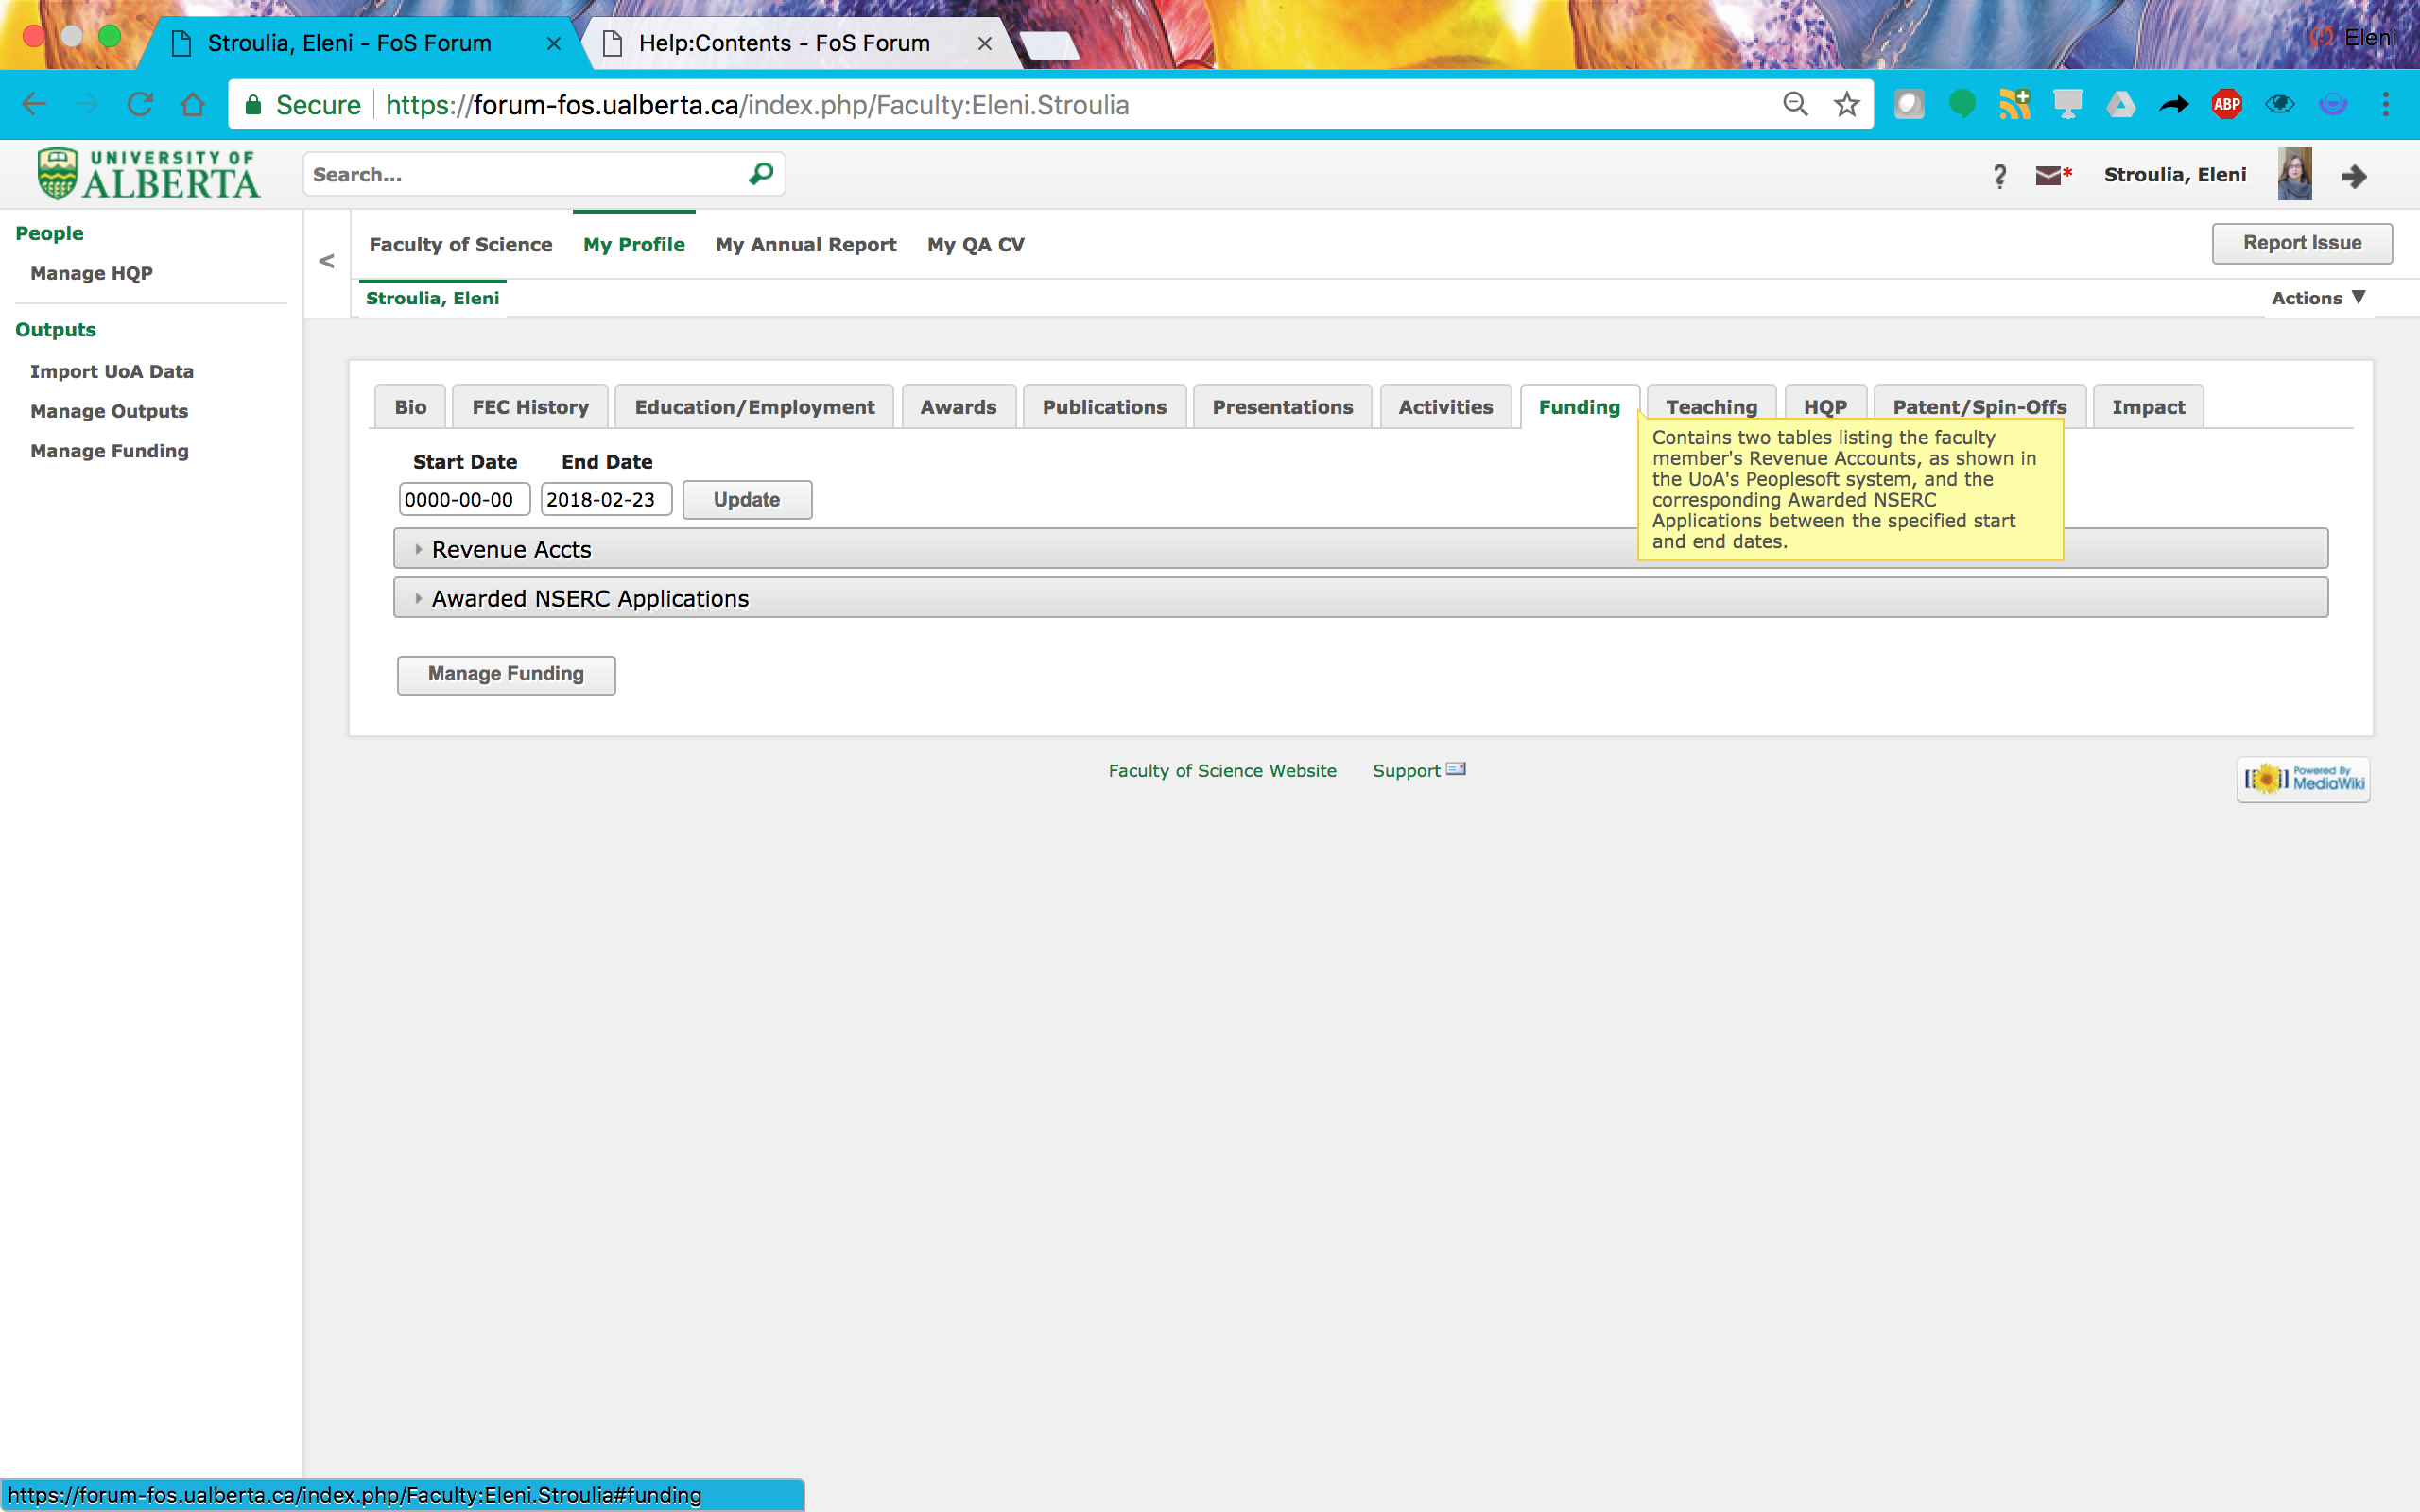 Stroulia, Eleni - FoS Forum
Help:Contents - FoS Forum
Eleni
Secure https://forum-fos.ualberta.ca/index.php/Faculty:Eleni.Stroulia
ABP
UNIVERSITY OF
ALBERTA
Search...
?
* Stroulia, Eleni
People
Manage HQP
Outputs
Import UoA Data
Manage Outputs
Manage Funding
<
Faculty of Science My Profile My Annual Report My QA CV
Report Issue
Stroulia, Eleni
Actions ▼
Bio FEC History Education/Employment Awards Publications Presentations Activities Funding Teaching HQP Patent/Spin-Offs Impact
Contains two tables listing the faculty
member's Revenue Accounts, as shown in
the UoA's Peoplesoft system, and the
corresponding Awarded NSERC
Applications between the specified start
and end dates.
Start Date End Date
0000-00-00 2018-02-23 Update
Revenue Accts
Awarded NSERC Applications
Manage Funding
Faculty of Science Website Support
Powered By
MediaWiki
https://forum-fos.ualberta.ca/index.php/Faculty:Eleni.Stroulia#funding